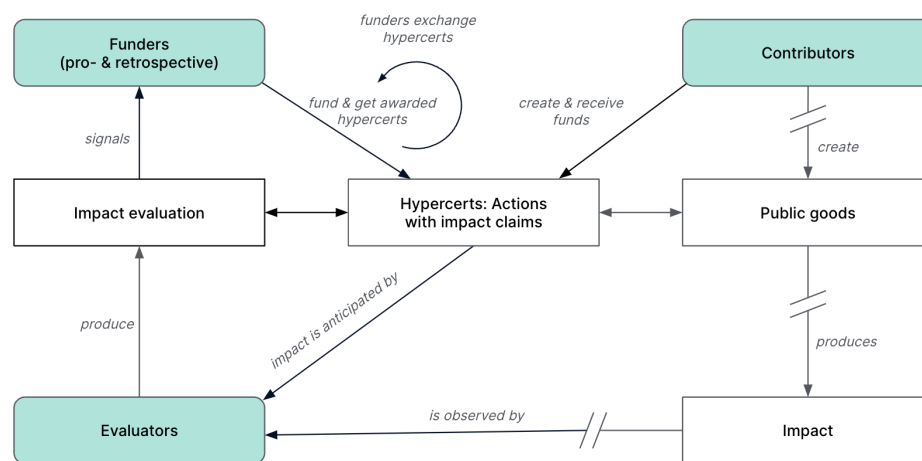 funders exchange
hypercerts
Funders
(pro- & retrospective)
Contributors
fund & get awarded
hypercerts
create & receive
funds
signals
create
Impact evaluation
Hypercerts: Actions
with impact claims
Public goods
impact is anticipated by
produce
produces
is observed by
Evaluators
Impact